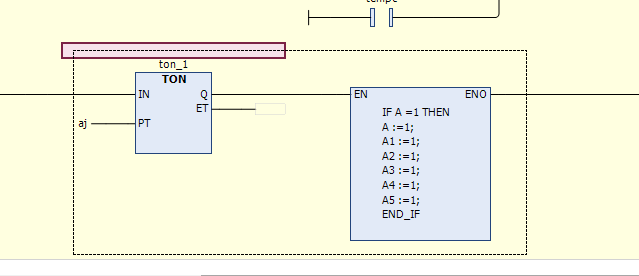 ton_1
TON
IN Q
ET
aj PT
EN ENO
IF A =1 THEN
A :=1;
A1 :=1;
A2 :=1;
A3 :=1;
A4 :=1;
A5 :=1;
END_IF